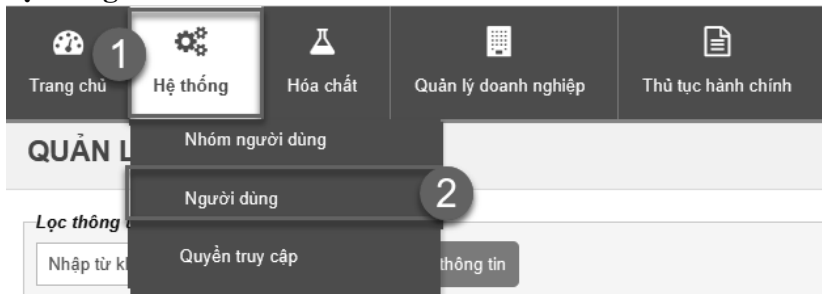 1
Trang chủ
Hệ thống
Hóa chất
Quản lý doanh nghiệp
Thủ tục hành chính
QUẢN
Nhóm người dùng
Người dùng
2
Lọc thông
Nhập từ
Quyền truy cập
thông tin